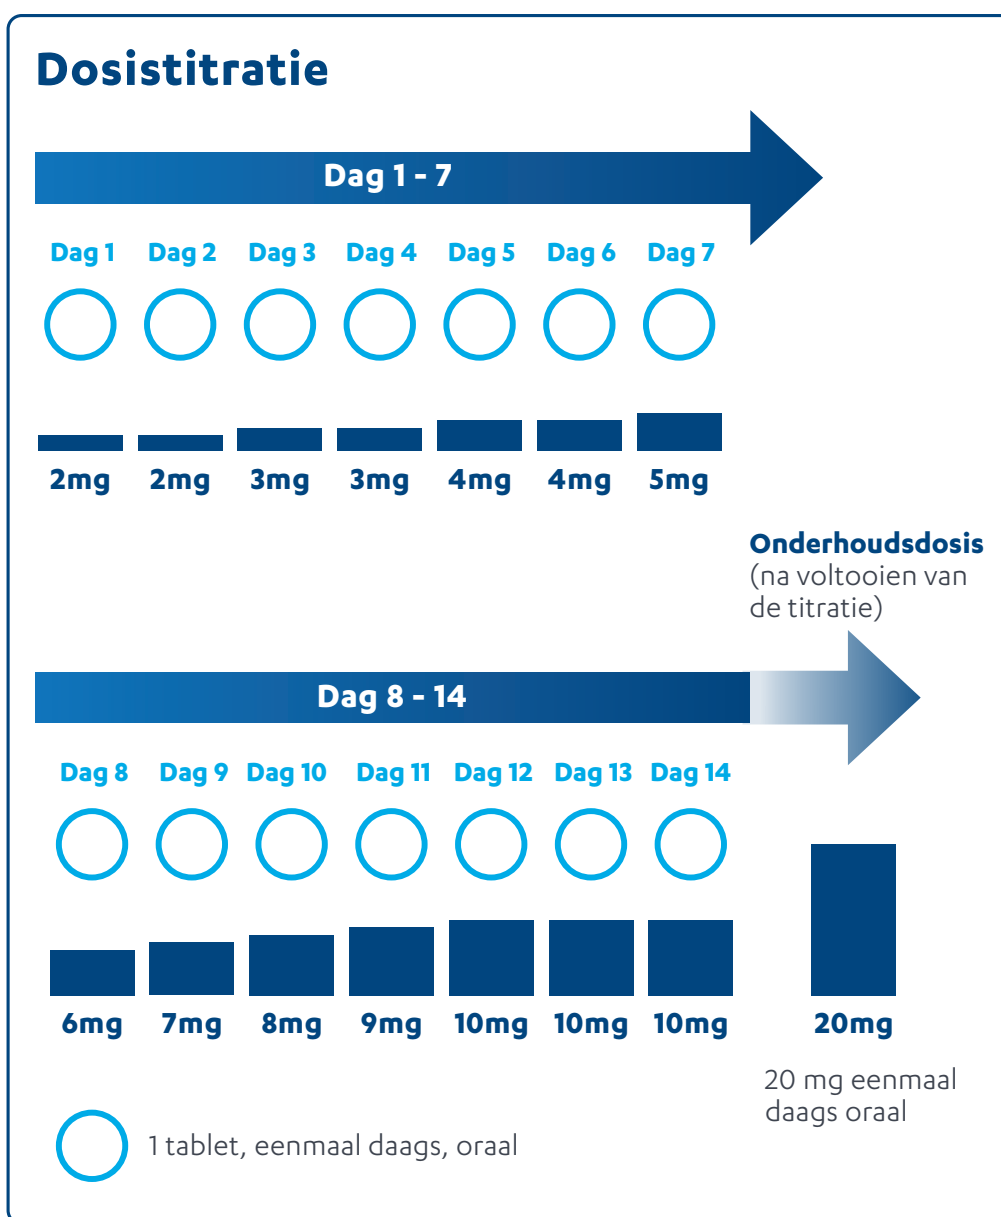 Dosistitratie
Dag 1 - 7
Dag 1 Dag 2 Dag 3 Dag 4 Dag 5 Dag 6 Dag 7
2mg 2mg 3mg 3mg 4mg 4mg 5mg
Onderhoudsdosis
(na voltooien van
de titratie)
Dag 8 - 14
Dag 8 Dag 9 Dag 10 Dag 11 Dag 12 Dag 13 Dag 14
6mg 7mg 8mg 9mg 10mg 10mg 10mg 20mg
20 mg eenmaal
daags oraal
1 tablet, eenmaal daags, oraal